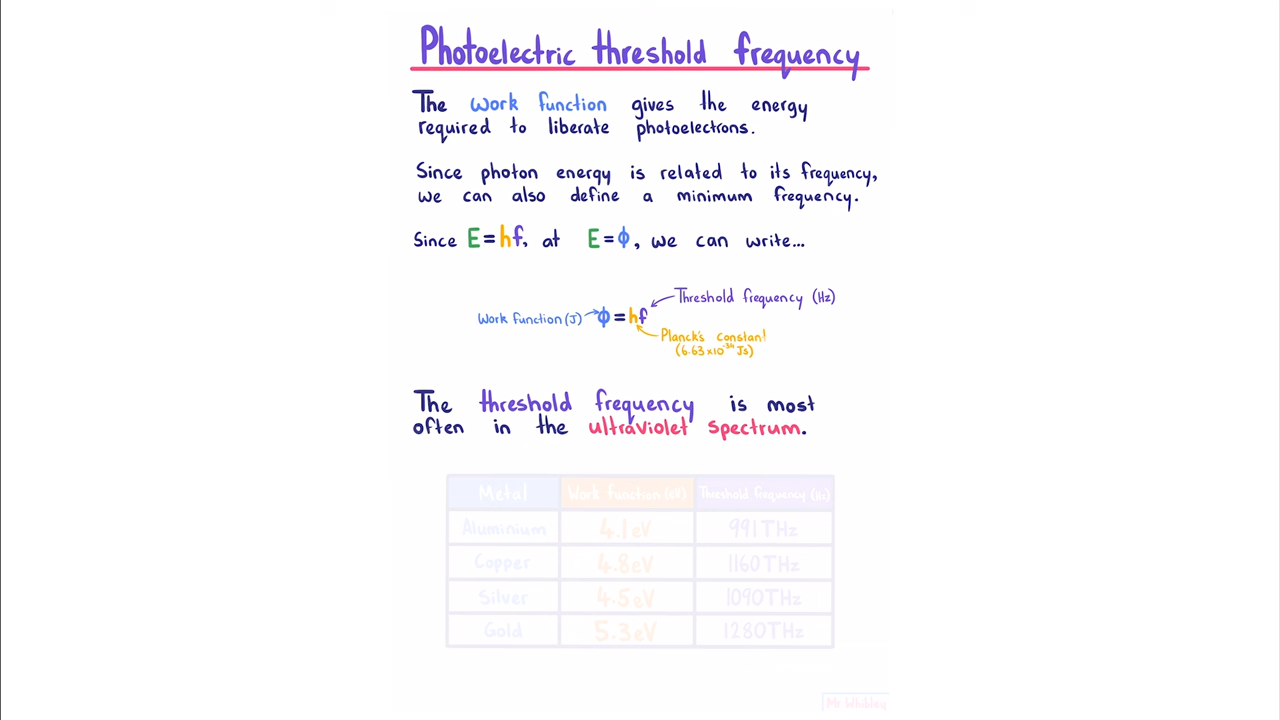 Photoelectric threshold frequency
The work function gives the energy
required to liberate photoelectrons.
Since photon energy is related to its frequency,
we can also define a minimum frequency.
Since E=hf, at E=ϕ, we can write...
Threshold frequency (Hz)
Work function (J) ϕ=hf
Planck's constant
(6.63×10⁻³⁴ Js)
The threshold frequency is most
often in the ultraviolet spectrum.
Metal Work function (eV) Threshold frequency (Hz)
Aluminium 4.1eV 991THz
Copper 4.8eV 1160THz
Silver 4.5eV 1090THz
Gold 5.3eV 1280THz
Mr Whibley